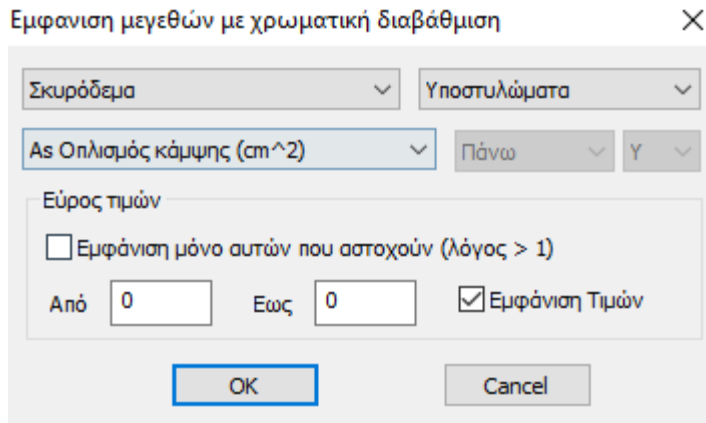 Εμφανιση μεγεθών με χρωματική διαβάθμιση
Σκυρόδεμα Υποστυλώματα
As Οπλισμός κάμψης (cm^2) Πάνω Y
Εύρος τιμών
Εμφάνιση μόνο αυτών που αστοχούν (λόγος > 1)
Από 0 Εως 0 Εμφάνιση Τιμών
OK Cancel